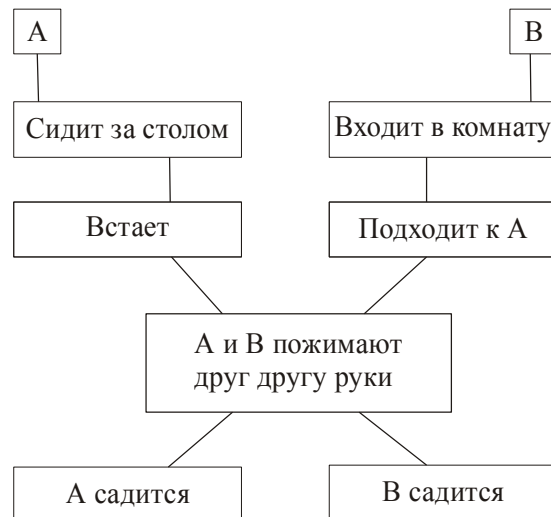 А
В
Сидит за столом
Входит в комнату
Встает
Подходит к А
А и В пожимают
друг другу руки
А садится
В садится